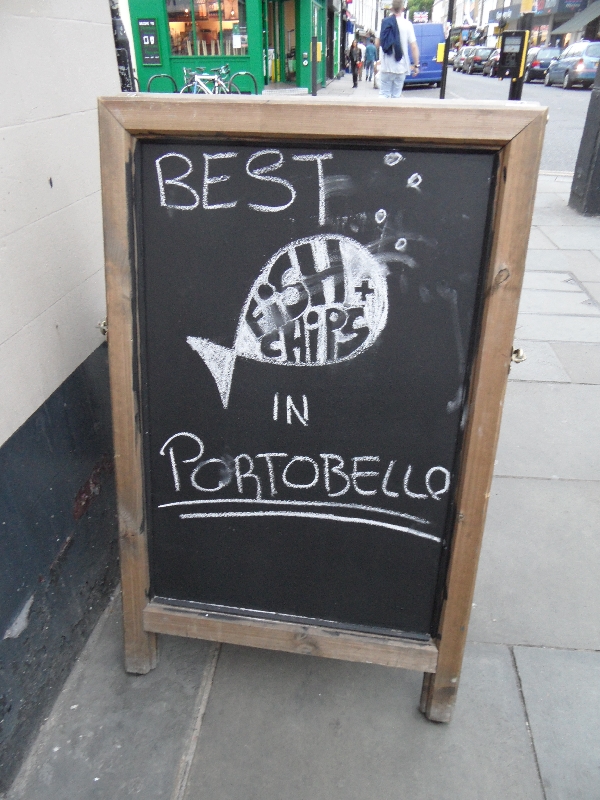 BEST
FiSH +
CHiPS
IN
PORTOBELLO